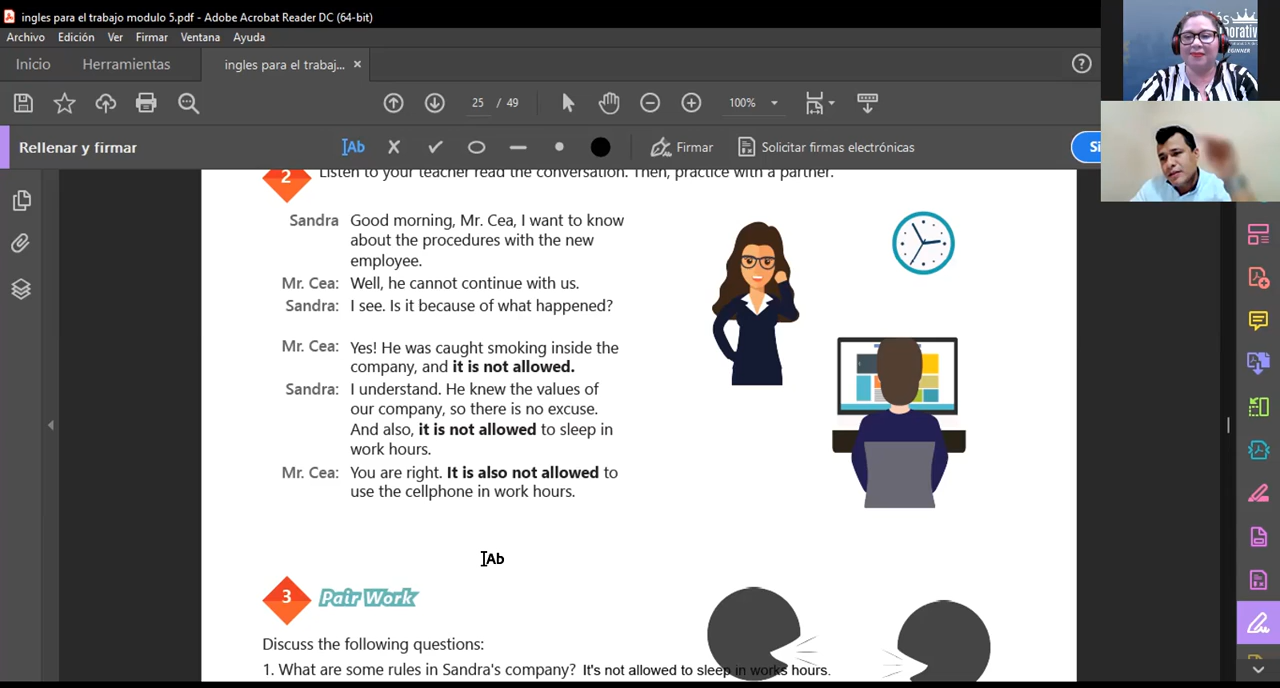 ingles para el trabajo modulo 5.pdf - Adobe Acrobat Reader DC (64-bit)
Archivo Edición Ver Firmar Ventana Ayuda
Inicio Herramientas ingles para el trabaj... ×
25 / 49 100%
Rellenar y firmar Ab Firmar Solicitar firmas electrónicas Si
2 Listen to your teacher read the conversation. Then, practice with a partner.
Sandra Good morning, Mr. Cea, I want to know
about the procedures with the new
employee.
Mr. Cea: Well, he cannot continue with us.
Sandra: I see. Is it because of what happened?
Mr. Cea: Yes! He was caught smoking inside the
company, and it is not allowed.
Sandra: I understand. He knew the values of
our company, so there is no excuse.
And also, it is not allowed to sleep in
work hours.
Mr. Cea: You are right. It is also not allowed to
use the cellphone in work hours.
Ab
3 Pair Work
Discuss the following questions:
1. What are some rules in Sandra's company? It's not allowed to sleep in works hours.